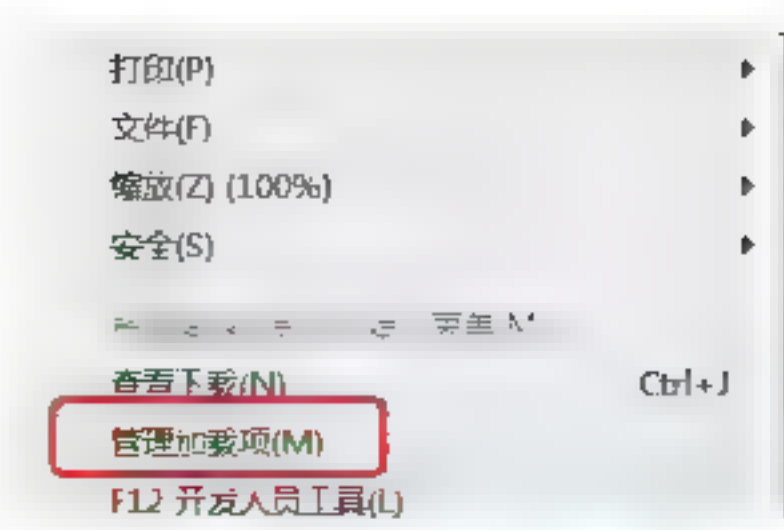 打印(P)
文件(F)
缩放(Z) (100%)
安全(S)
查看下载(N) Ctrl+J
管理加载项(M)
F12 开发人员工具(L)